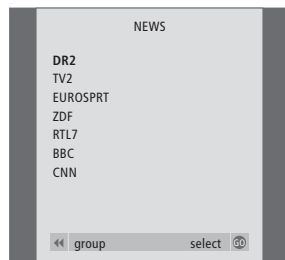 NEWS
DR2
TV2
EUROSPRT
ZDF
RTL7
BBC
CNN
group select GO